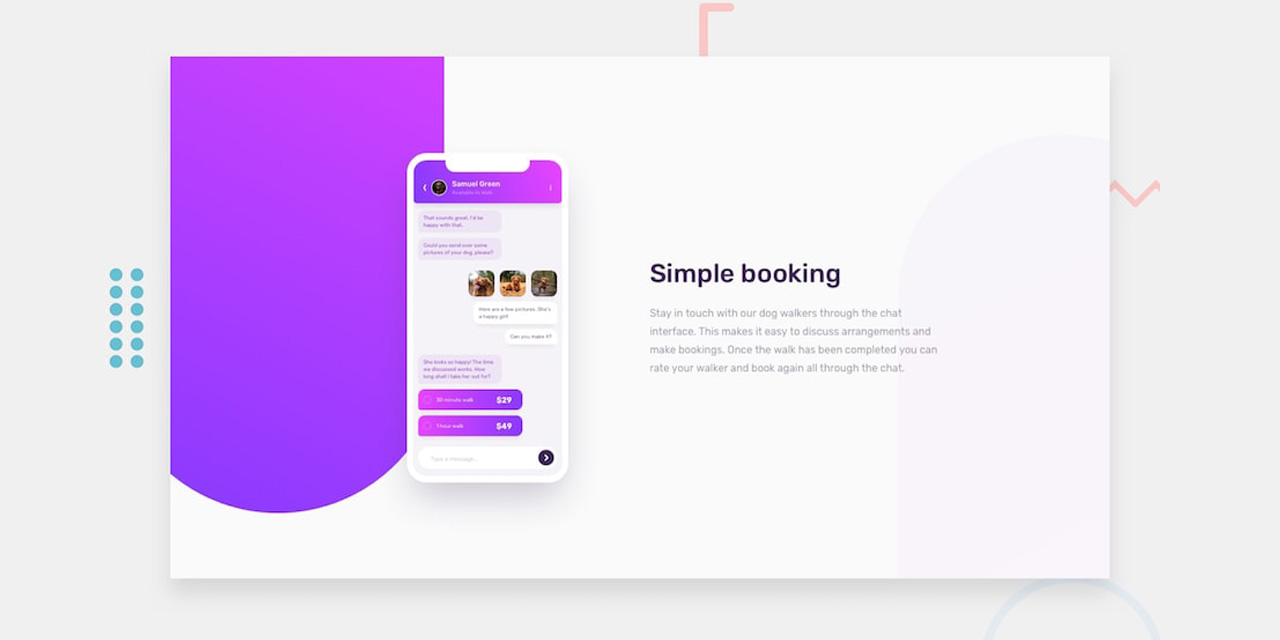 Samuel Green
Available to Walk
That sounds great. I'd be
happy with that.
Could you send over some
pictures of your dog, please?
Here are a few pictures. She's
a happy girl!
Can you make it?
She looks so happy! The time
we discussed works. How
long shall I take her out for?
30 minute walk $29
1 hour walk $49
Type a message…
Simple booking
Stay in touch with our dog walkers through the chat
interface. This makes it easy to discuss arrangements and
make bookings. Once the walk has been completed you can
rate your walker and book again all through the chat.